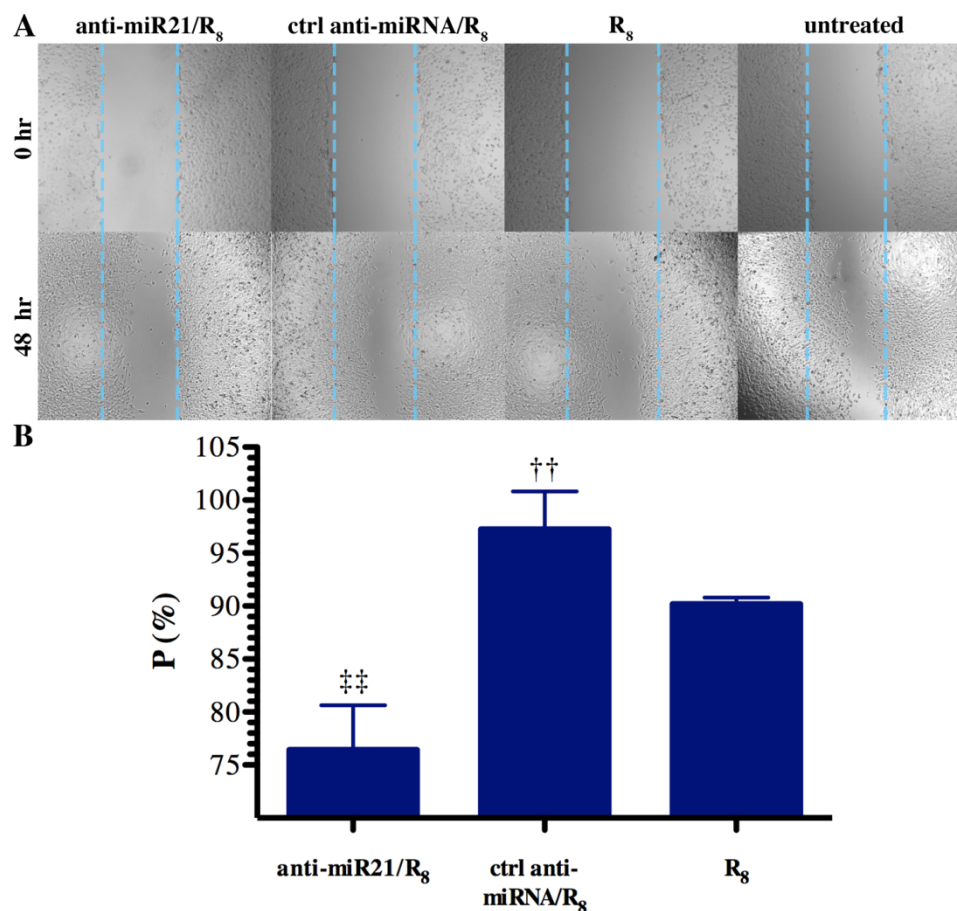 A
anti-miR21/R₈ ctrl anti-miRNA/R₈ R₈ untreated
0 hr
48 hr
B
P (%)
105
100
95
90
85
80
75
‡‡
††
anti-miR21/R₈
ctrl anti-
miRNA/R₈
R₈